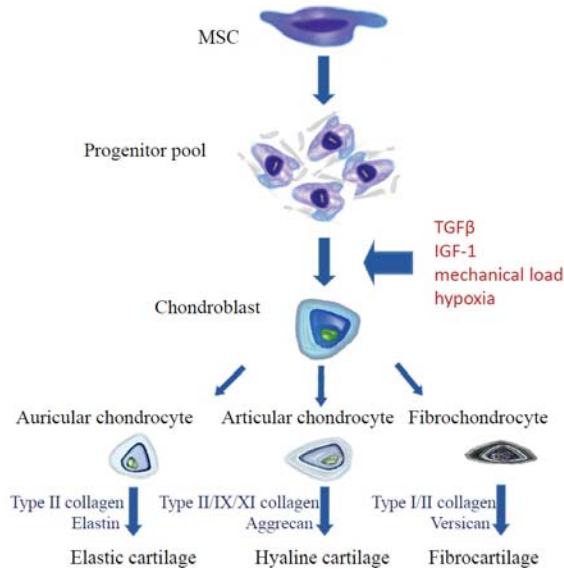 MSC
Progenitor pool
TGFβ
IGF-1
mechanical load
hypoxia
Chondroblast
Auricular chondrocyte Articular chondrocyte Fibrochondrocyte
Type II collagen Type II/IX/XI collagen Type I/II collagen
Elastin Aggrecan Versican
Elastic cartilage Hyaline cartilage Fibrocartilage